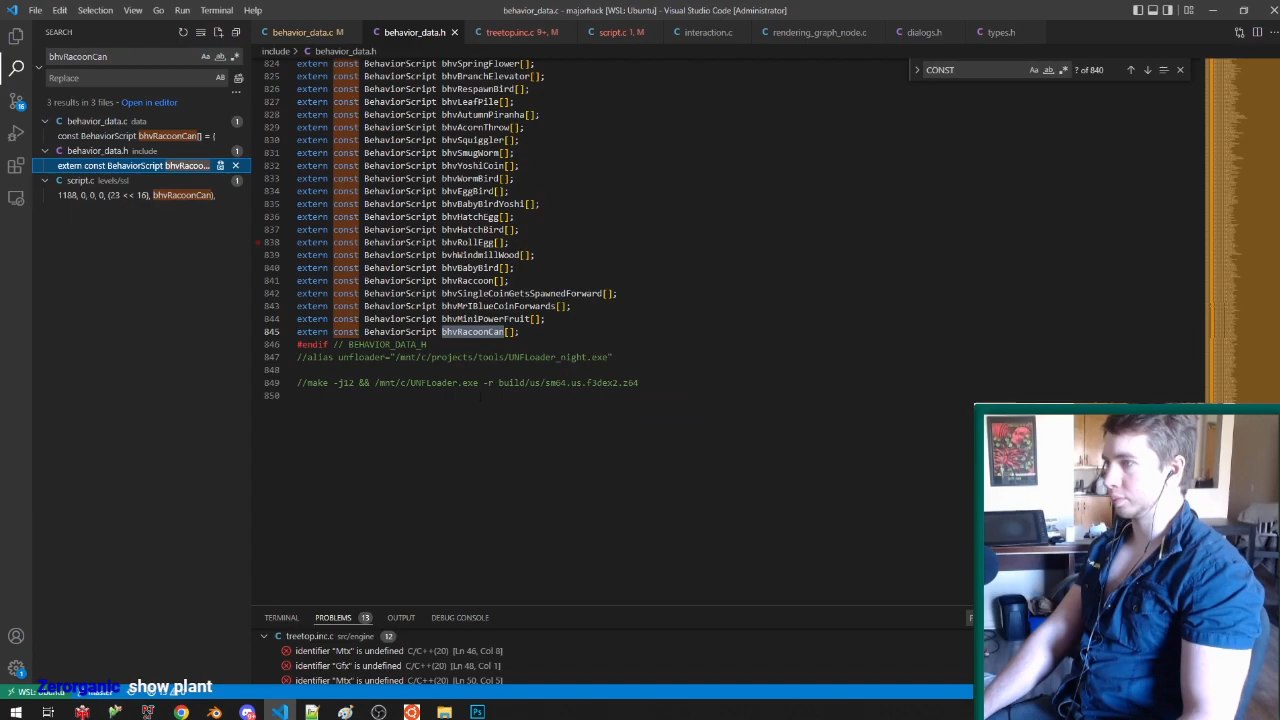 File Edit Selection View Go Run Terminal Help
behavior_data.c - majorhack [WSL: Ubuntu] - Visual Studio Code [Administrator]
SEARCH
bhvRacoonCan
Aa
ab
Replace
AB
3 results in 3 files - Open in editor
behavior_data.c data 1
const BehaviorScript bhvRacoonCan[] = {
behavior_data.h include 1
extern const BehaviorScript bhvRacoo...
script.c levels/ssl 1
1188, 0, 0, 0, (23 << 16), bhvRacoonCan),
behavior_data.c M
behavior_data.h
treetop.inc.c 9+, M
script.c 1, M
interaction.c
rendering_graph_node.c
dialogs.h
types.h
include > behavior_data.h
CONST Aa ab ? of 840
824 extern const BehaviorScript bhvSpringFlower[];
825 extern const BehaviorScript bhvBranchElevator[];
826 extern const BehaviorScript bhvRespawnBird[];
827 extern const BehaviorScript bhvLeafPile[];
828 extern const BehaviorScript bhvAutumnPiranha[];
829 extern const BehaviorScript bhvAcornThrow[];
830 extern const BehaviorScript bhvSquiggler[];
831 extern const BehaviorScript bhvSmugWorm[];
832 extern const BehaviorScript bhvYoshiCoin[];
833 extern const BehaviorScript bhvWormBird[];
834 extern const BehaviorScript bhvEggBird[];
835 extern const BehaviorScript bhvBabyBirdYoshi[];
836 extern const BehaviorScript bhvHatchEgg[];
837 extern const BehaviorScript bhvHatchBird[];
838 extern const BehaviorScript bhvRollEgg[];
839 extern const BehaviorScript bvhWindmillWood[];
840 extern const BehaviorScript bhvBabyBird[];
841 extern const BehaviorScript bhvRaccoon[];
842 extern const BehaviorScript bhvSingleCoinGetsSpawnedForward[];
843 extern const BehaviorScript bhvMrIBlueCoinForwards[];
844 extern const BehaviorScript bhvMiniPowerFruit[];
845 extern const BehaviorScript bhvRacoonCan[];
846 #endif // BEHAVIOR_DATA_H
847 //alias unfloader="/mnt/c/projects/tools/UNFLoader_night.exe"
848
849 //make -j12 && /mnt/c/UNFLoader.exe -r build/us/sm64.us.f3dex2.z64
850
TERMINAL PROBLEMS 13 OUTPUT DEBUG CONSOLE
treetop.inc.c src/engine 12
identifier "Mtx" is undefined C/C++(20) [Ln 46, Col 8]
identifier "Gfx" is undefined C/C++(20) [Ln 48, Col 1]
identifier "Mtx" is undefined C/C++(20) [Ln 50, Col 5]
Zerorganic show plant